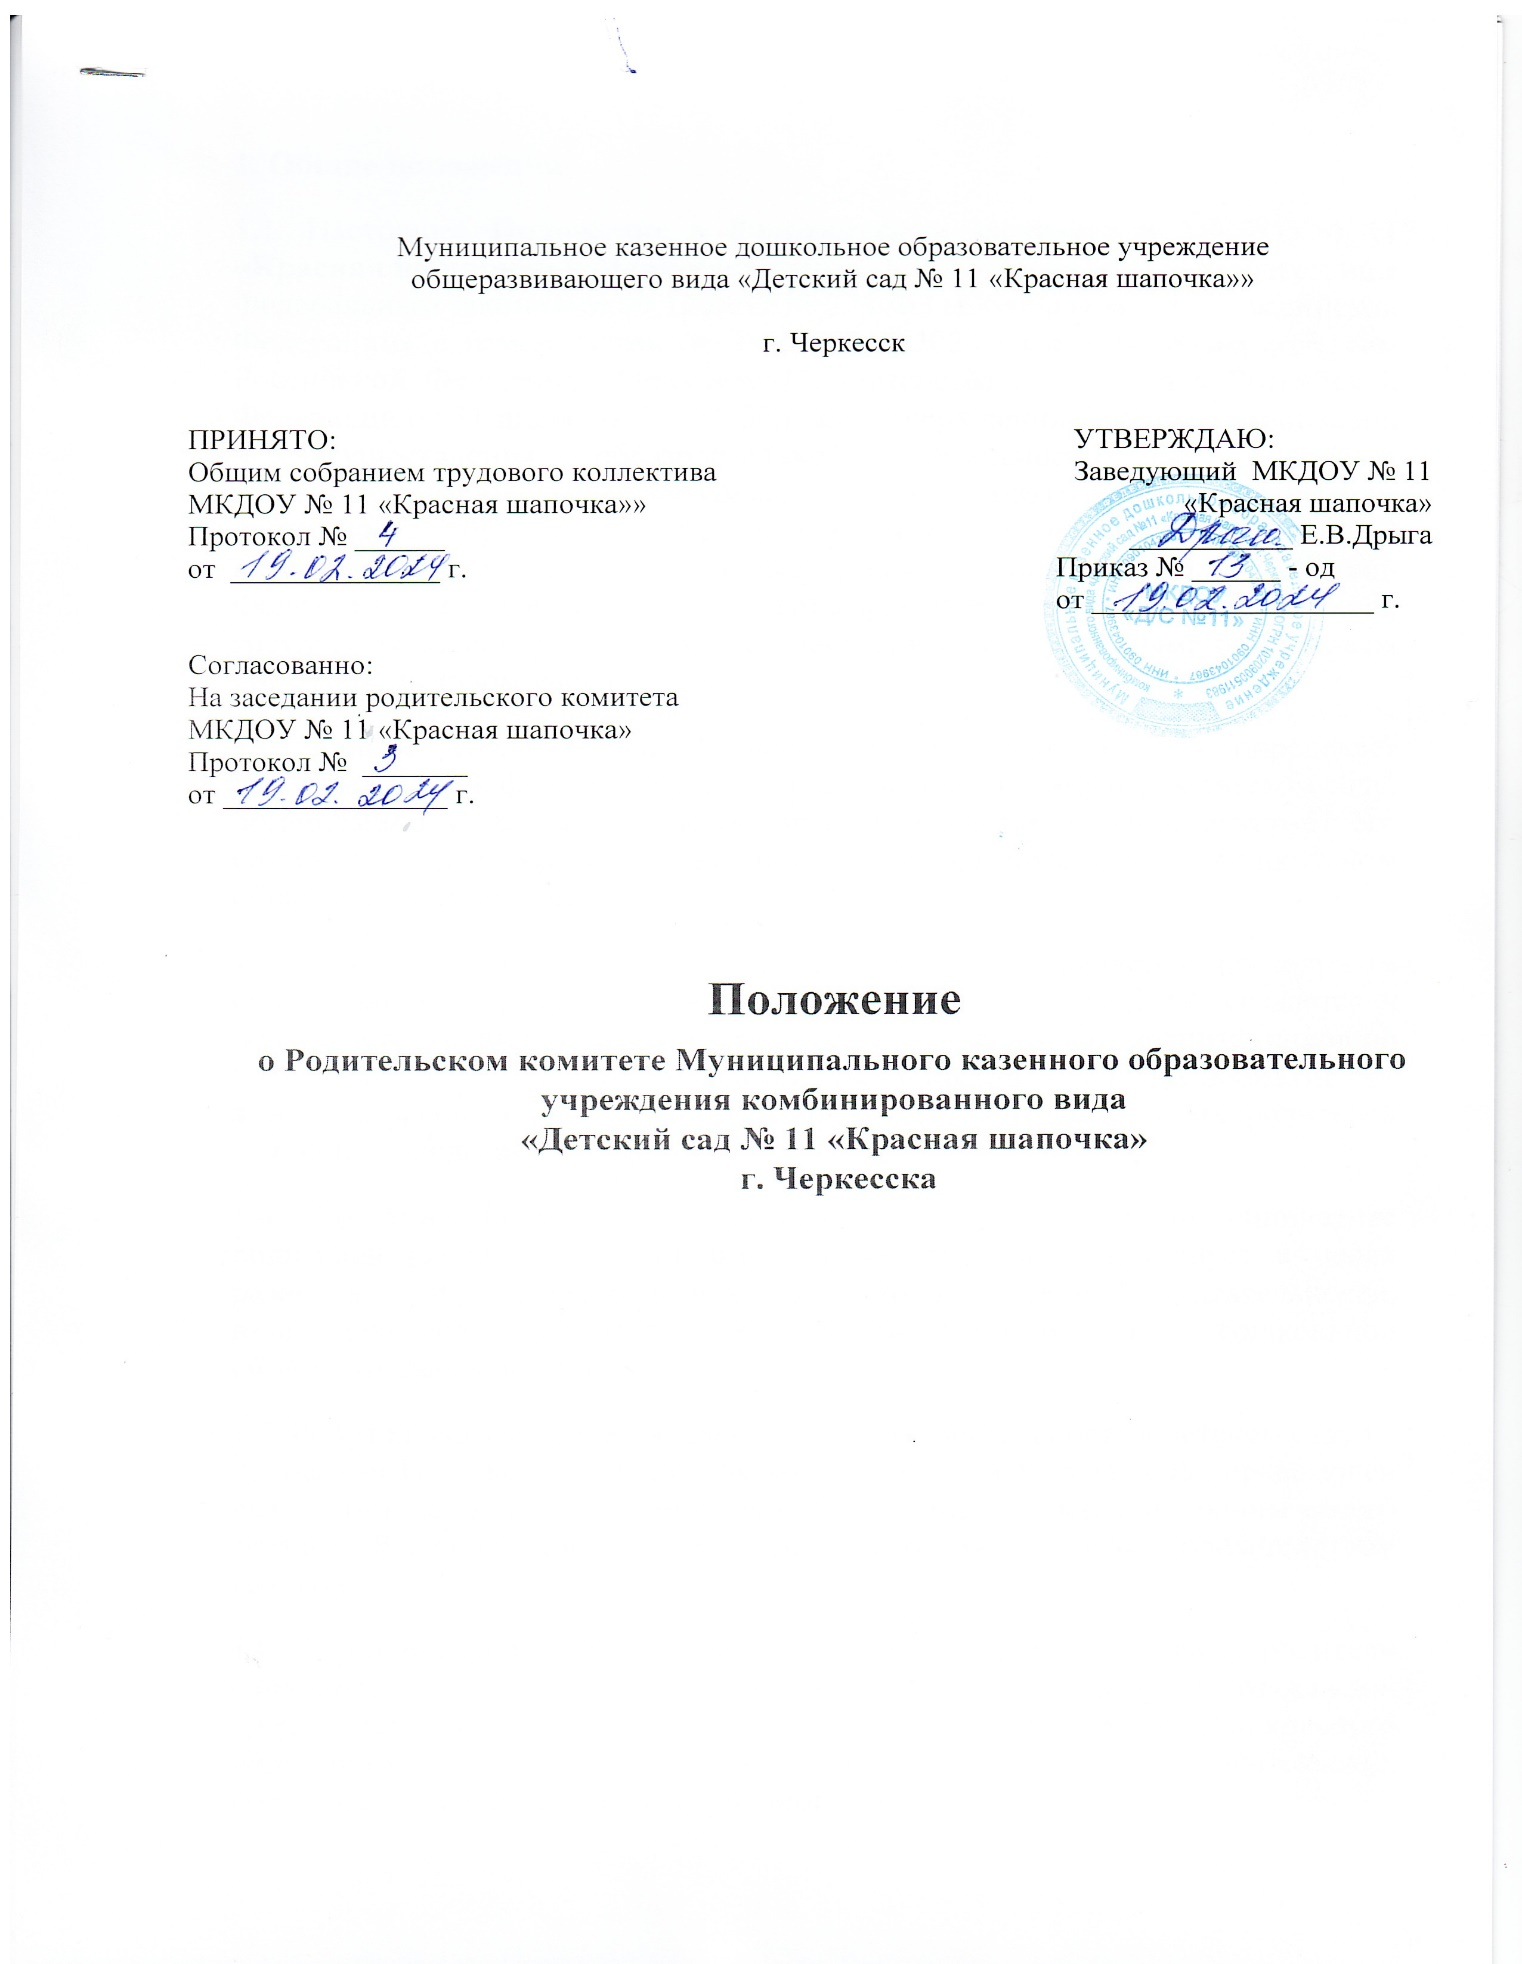 Муниципальное казенное дошкольное образовательное учреждение
общеразвивающего вида «Детский сад № 11 «Красная шапочка»»
г. Черкесск
ПРИНЯТО:
Общим собранием трудового коллектива
МКДОУ № 11 «Красная шапочка»»
Протокол № 4
от 19.02.2024 г.
УТВЕРЖДАЮ:
Заведующий МКДОУ № 11
«Красная шапочка»
Е.В.Дрыга
Приказ № 13 - од
от 19.02.2024 г.
«Д/С №11»
Согласованно:
На заседании родительского комитета
МКДОУ № 11 «Красная шапочка»
Протокол № 3
от 19.02. 2024 г.
Положение
о Родительском комитете Муниципального казенного образовательного
учреждения комбинированного вида
«Детский сад № 11 «Красная шапочка»
г. Черкесска